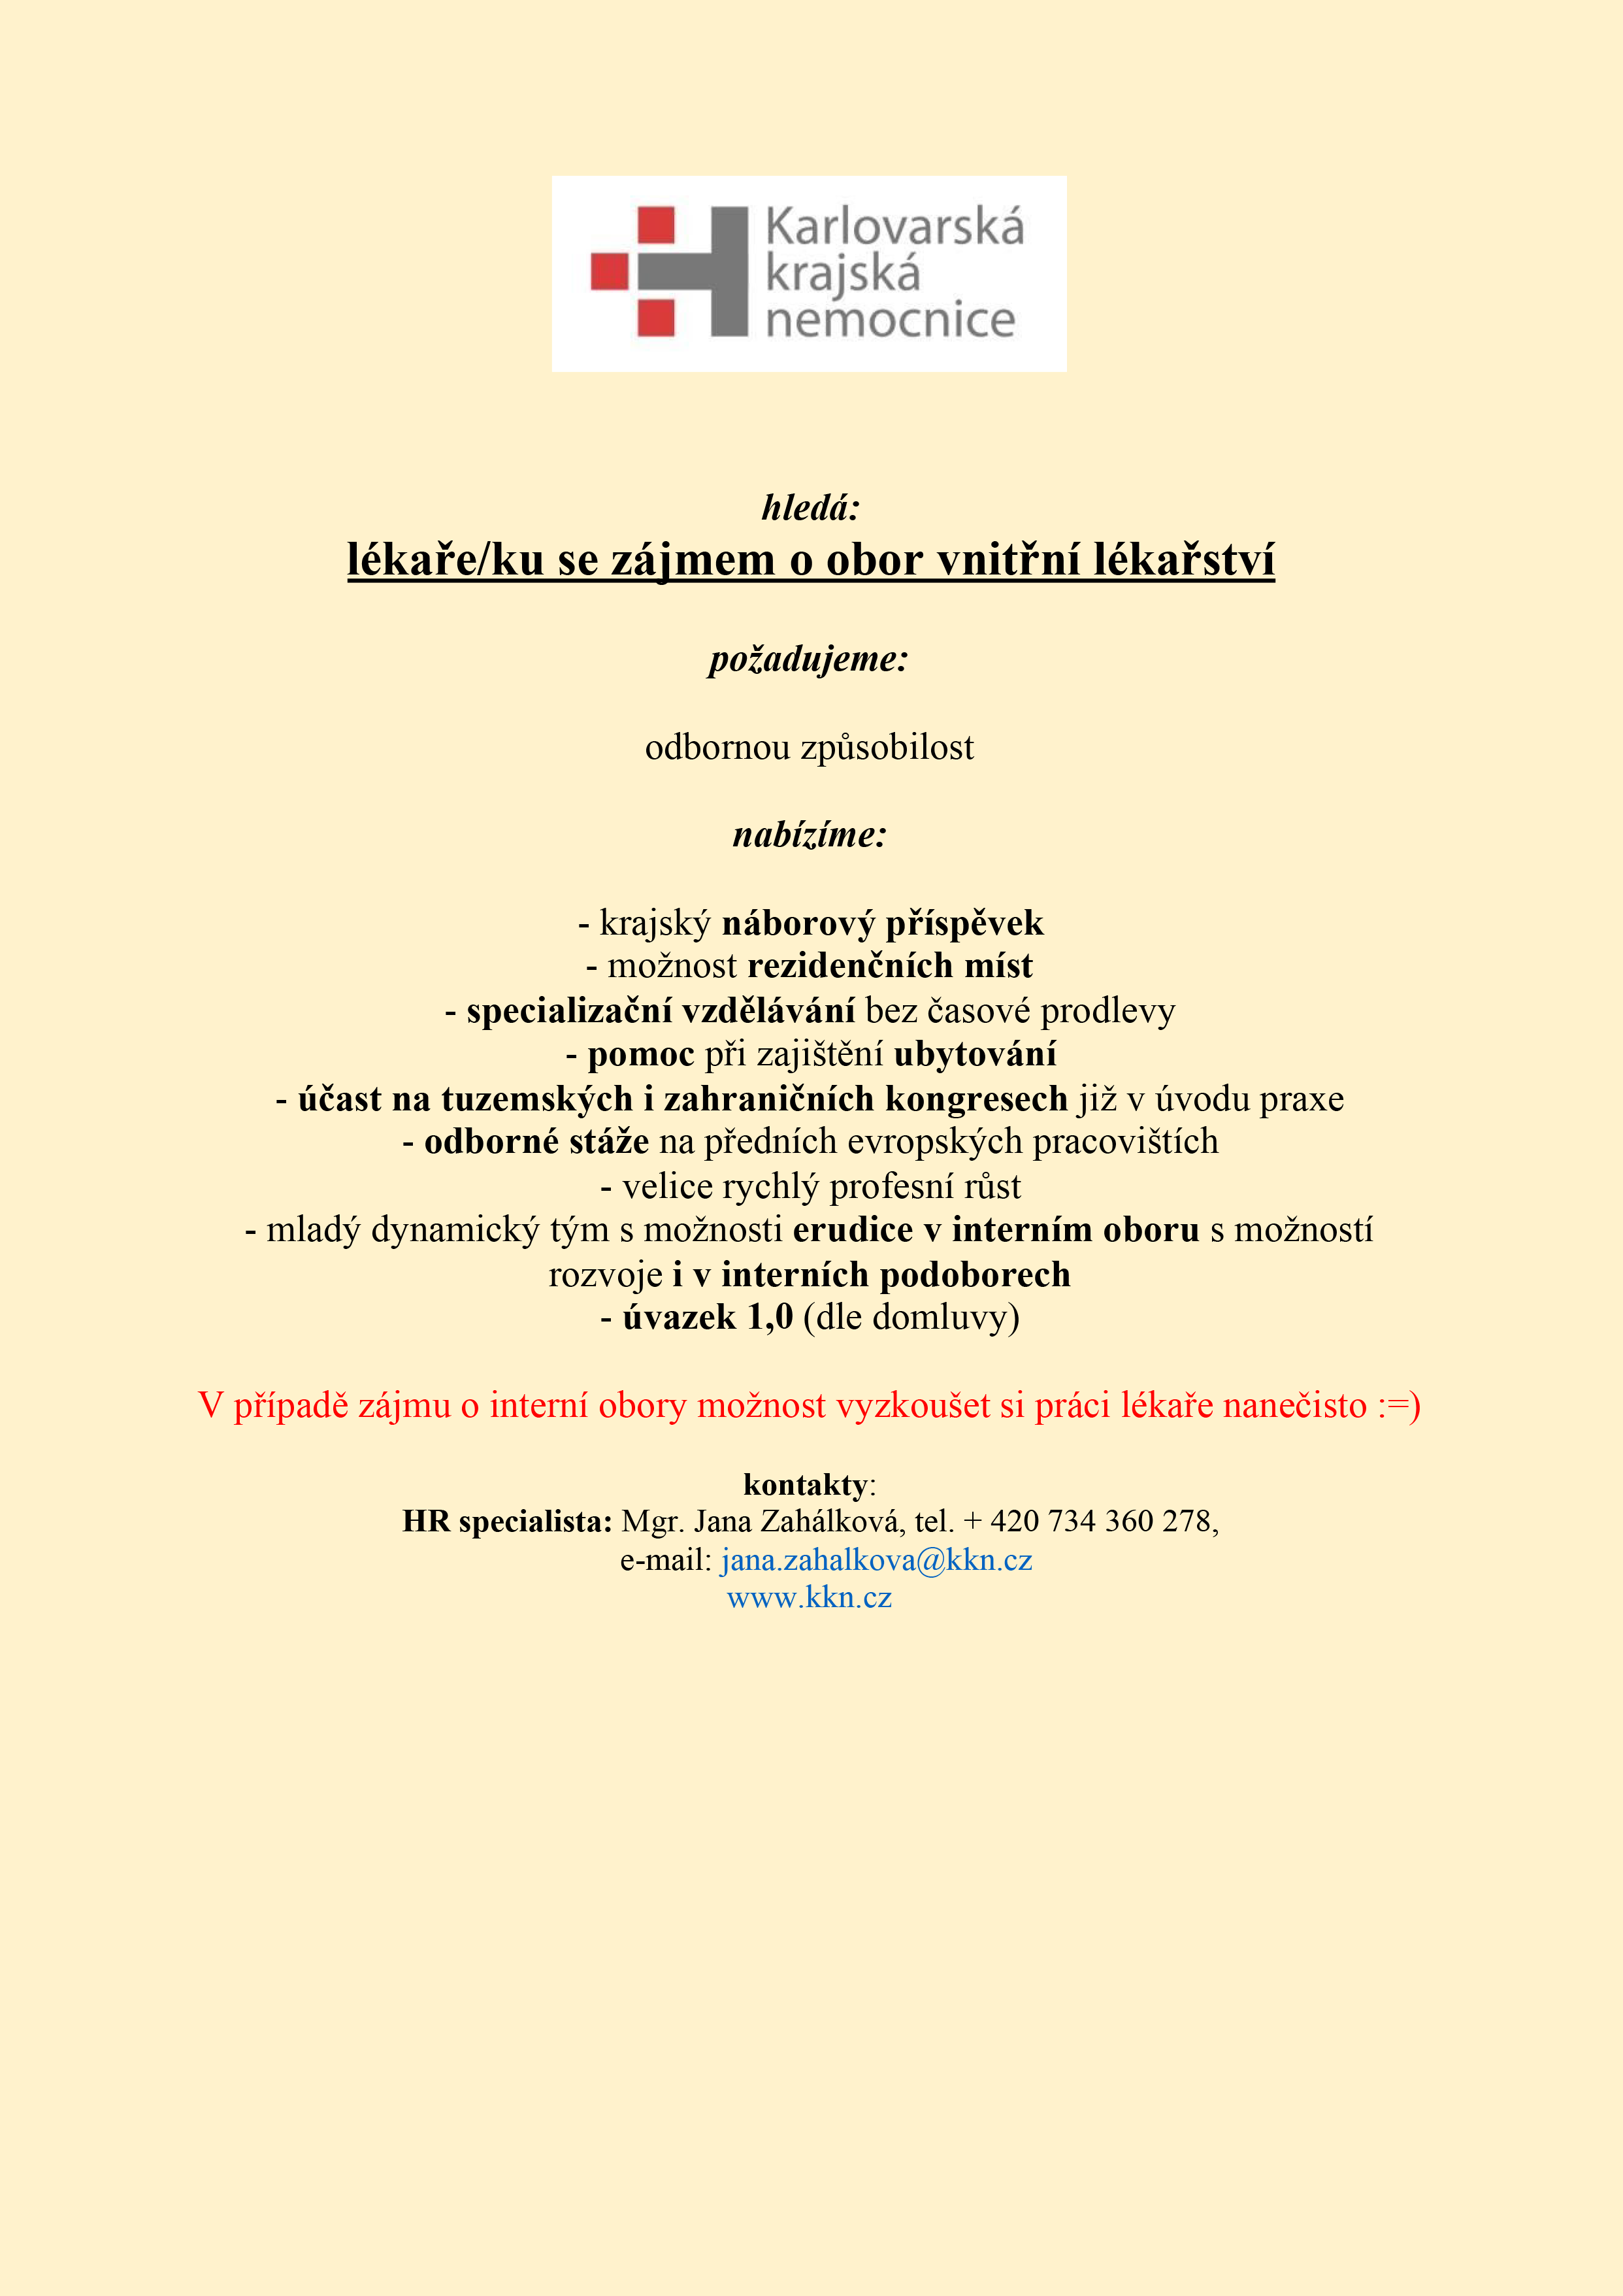 Karlovarská
krajská
nemocnice
hledá:
lékaře/ku se zájmem o obor vnitřní lékařství
požadujeme:
odbornou způsobilost
nabízíme:
- krajský náborový příspěvek
- možnost rezidenčních míst
- specializační vzdělávání bez časové prodlevy
- pomoc při zajištění ubytování
- účast na tuzemských i zahraničních kongresech již v úvodu praxe
- odborné stáže na předních evropských pracovištích
- velice rychlý profesní růst
- mladý dynamický tým s možnosti erudice v interním oboru s možností
rozvoje i v interních podoborech
- úvazek 1,0 (dle domluvy)
V případě zájmu o interní obory možnost vyzkoušet si práci lékaře nanečisto :=)
kontakty:
HR specialista: Mgr. Jana Zahálková, tel. + 420 734 360 278,
e-mail: jana.zahalkova@kkn.cz
www.kkn.cz